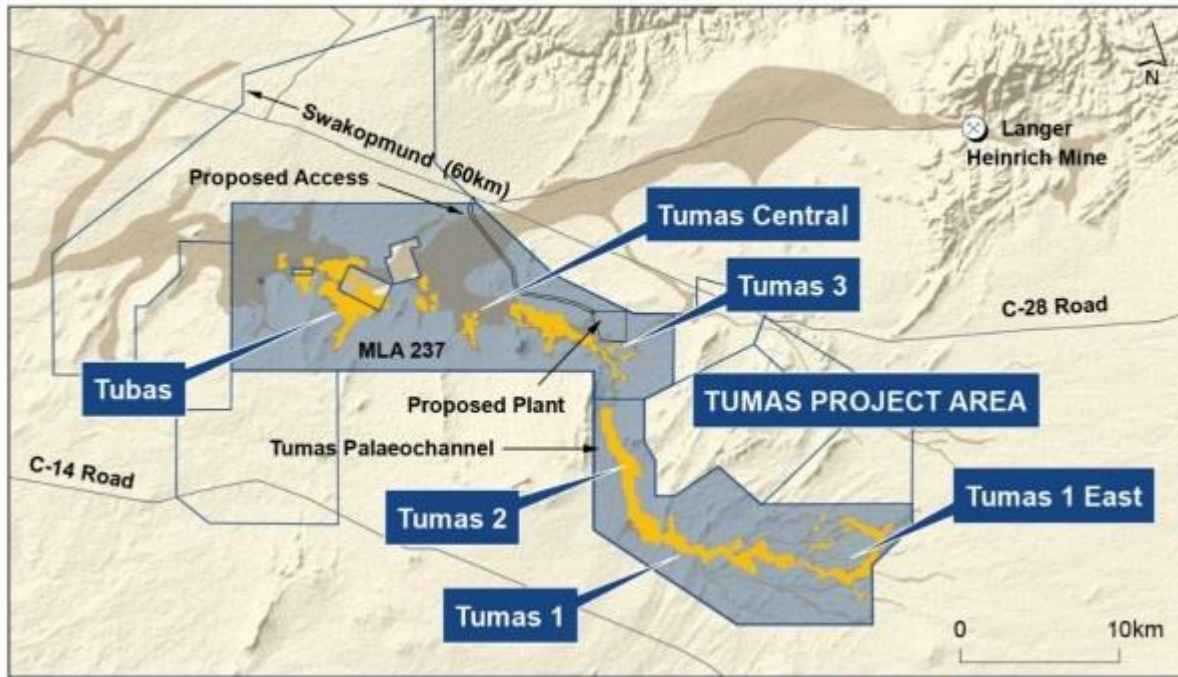 N
Langer
Heinrich Mine
Swakopmund (60km)
Proposed Access
Tumas Central
Tumas 3
C-28 Road
MLA 237
Tubas
Proposed Plant
TUMAS PROJECT AREA
Tumas Palaeochannel
C-14 Road
Tumas 1 East
Tumas 2
Tumas 1
0 10km